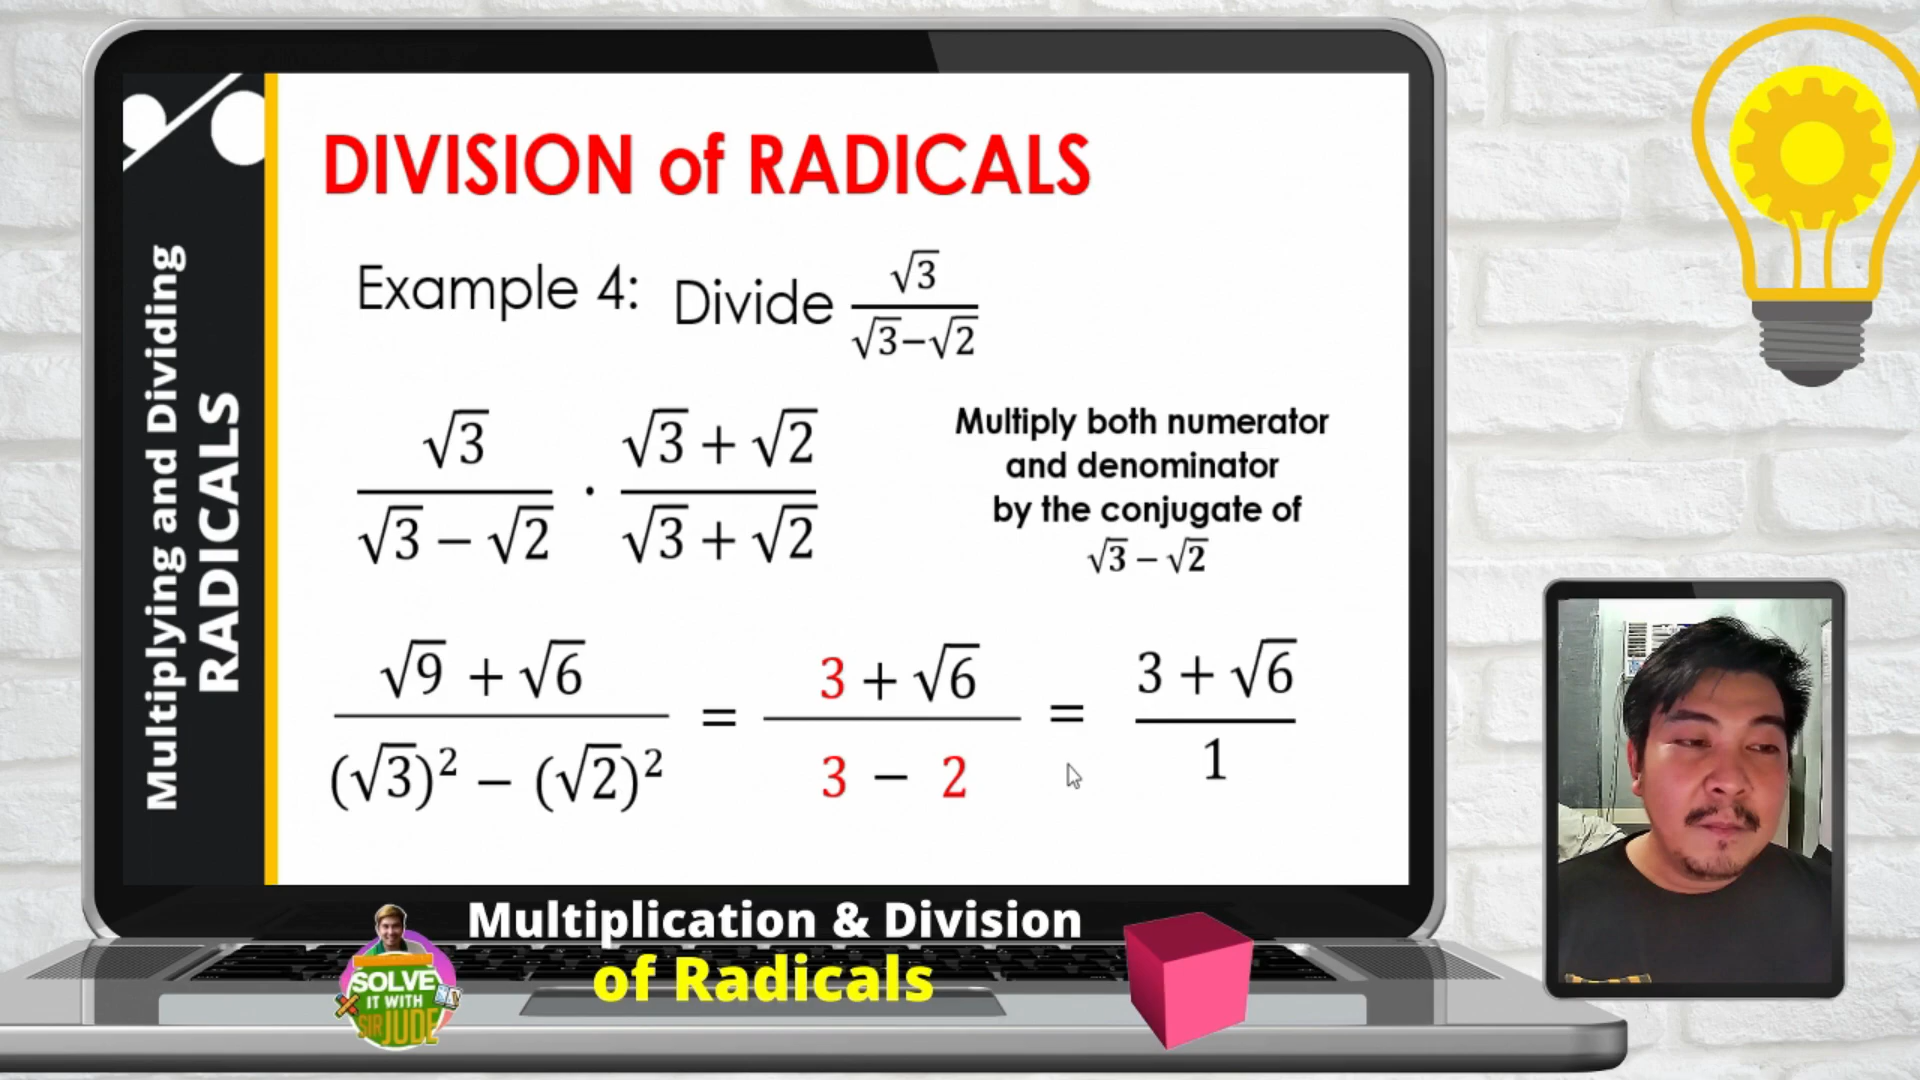 Multiplying and Dividing
RADICALS
DIVISION of RADICALS
Example 4: Divide √3/(√3−√2)
√3/(√3 − √2) · (√3 + √2)/(√3 + √2)
Multiply both numerator
and denominator
by the conjugate of
√3 − √2
(√9 + √6)/((√3)² − (√2)²) = (3 + √6)/(3 − 2) = (3 + √6)/1
Multiplication & Division
of Radicals
SOLVE
IT WITH
SIR JUDE